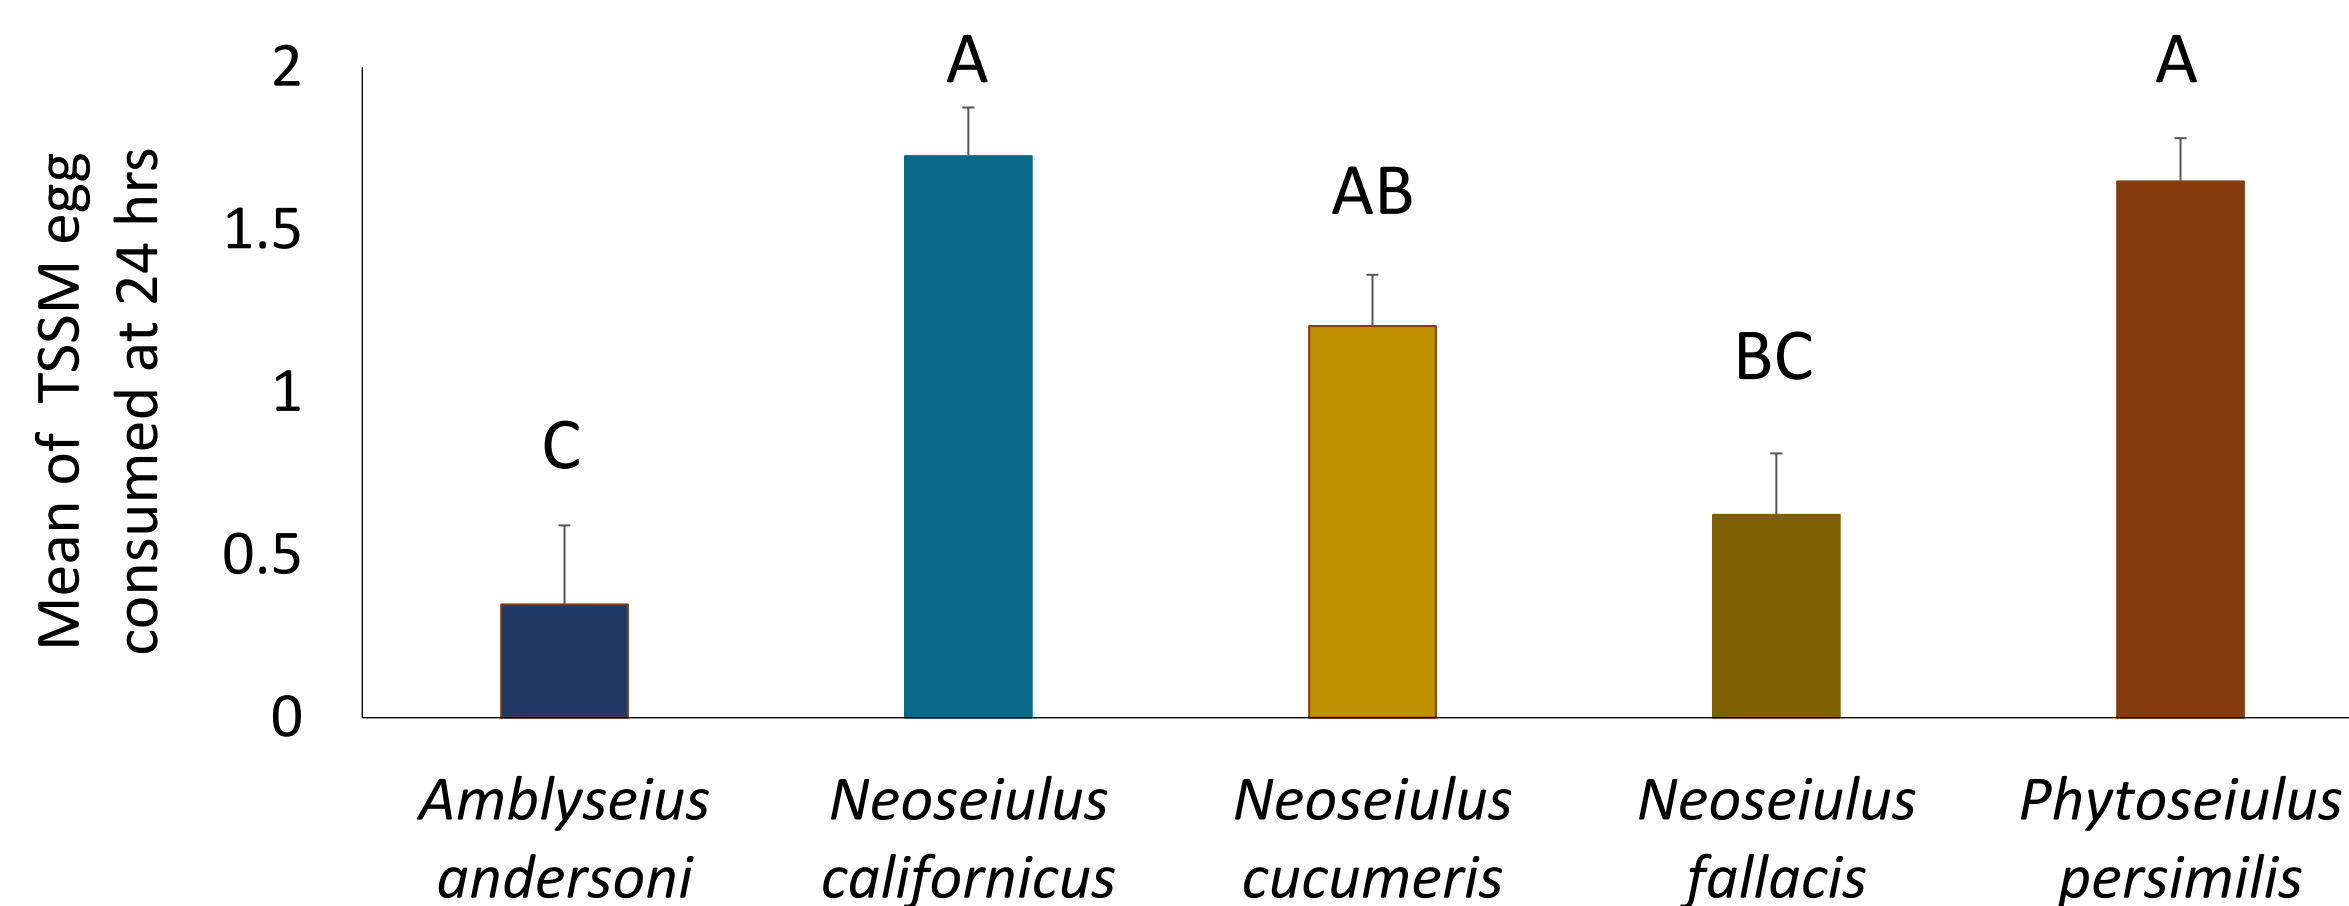 Mean of TSSM egg
consumed at 24 hrs
2
1.5
1
0.5
0
C
A
AB
BC
A
Amblyseius
andersoni
Neoseiulus
californicus
Neoseiulus
cucumeris
Neoseiulus
fallacis
Phytoseiulus
persimilis